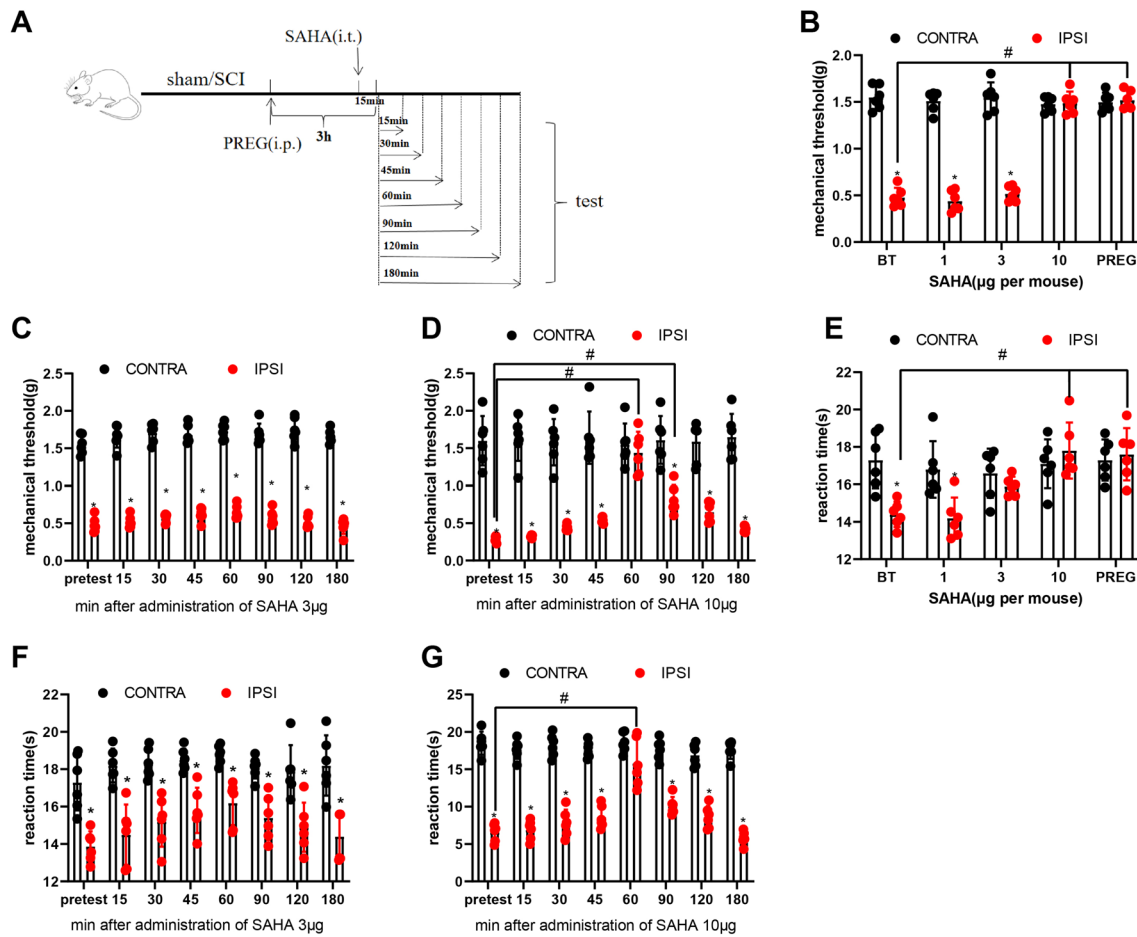 A
SAHA(i.t.)
sham/SCI
15min
PREG(i.p.)
3h
15min
30min
45min
60min
90min
120min
180min
test
B
CONTRA IPSI
#
mechanical threshold(g)
2.0
1.5
1.0
0.5
0.0
* * *
BT 1 3 10 PREG
SAHA(μg per mouse)
C
CONTRA IPSI
mechanical threshold(g)
2.5
2.0
1.5
1.0
0.5
0.0
* * * * * * * *
pretest 15 30 45 60 90 120 180
min after administration of SAHA 3μg
D
CONTRA IPSI
#
#
mechanical threshold(g)
2.5
2.0
1.5
1.0
0.5
0.0
* * * * * * *
pretest 15 30 45 60 90 120 180
min after administration of SAHA 10μg
E
CONTRA IPSI
#
reaction time(s)
22
20
18
16
14
12
* *
BT 1 3 10 PREG
SAHA(μg per mouse)
F
CONTRA IPSI
reaction time(s)
22
20
18
16
14
12
* * * * * * * *
pretest 15 30 45 60 90 120 180
min after administration of SAHA 3μg
G
CONTRA IPSI
#
reaction time(s)
25
20
15
10
5
0
* * * * * * *
pretest 15 30 45 60 90 120 180
min after administration of SAHA 10μg